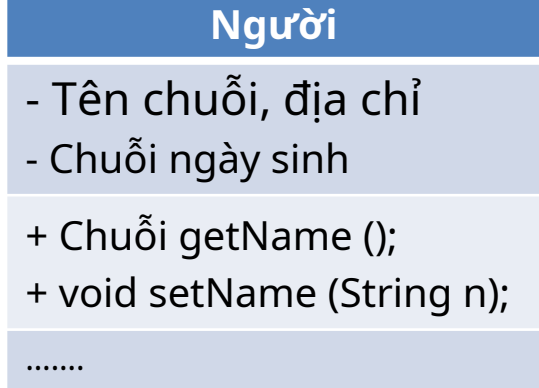 Người
- Tên chuỗi, địa chỉ
- Chuỗi ngày sinh
+ Chuỗi getName ();
+ void setName (String n);
.......